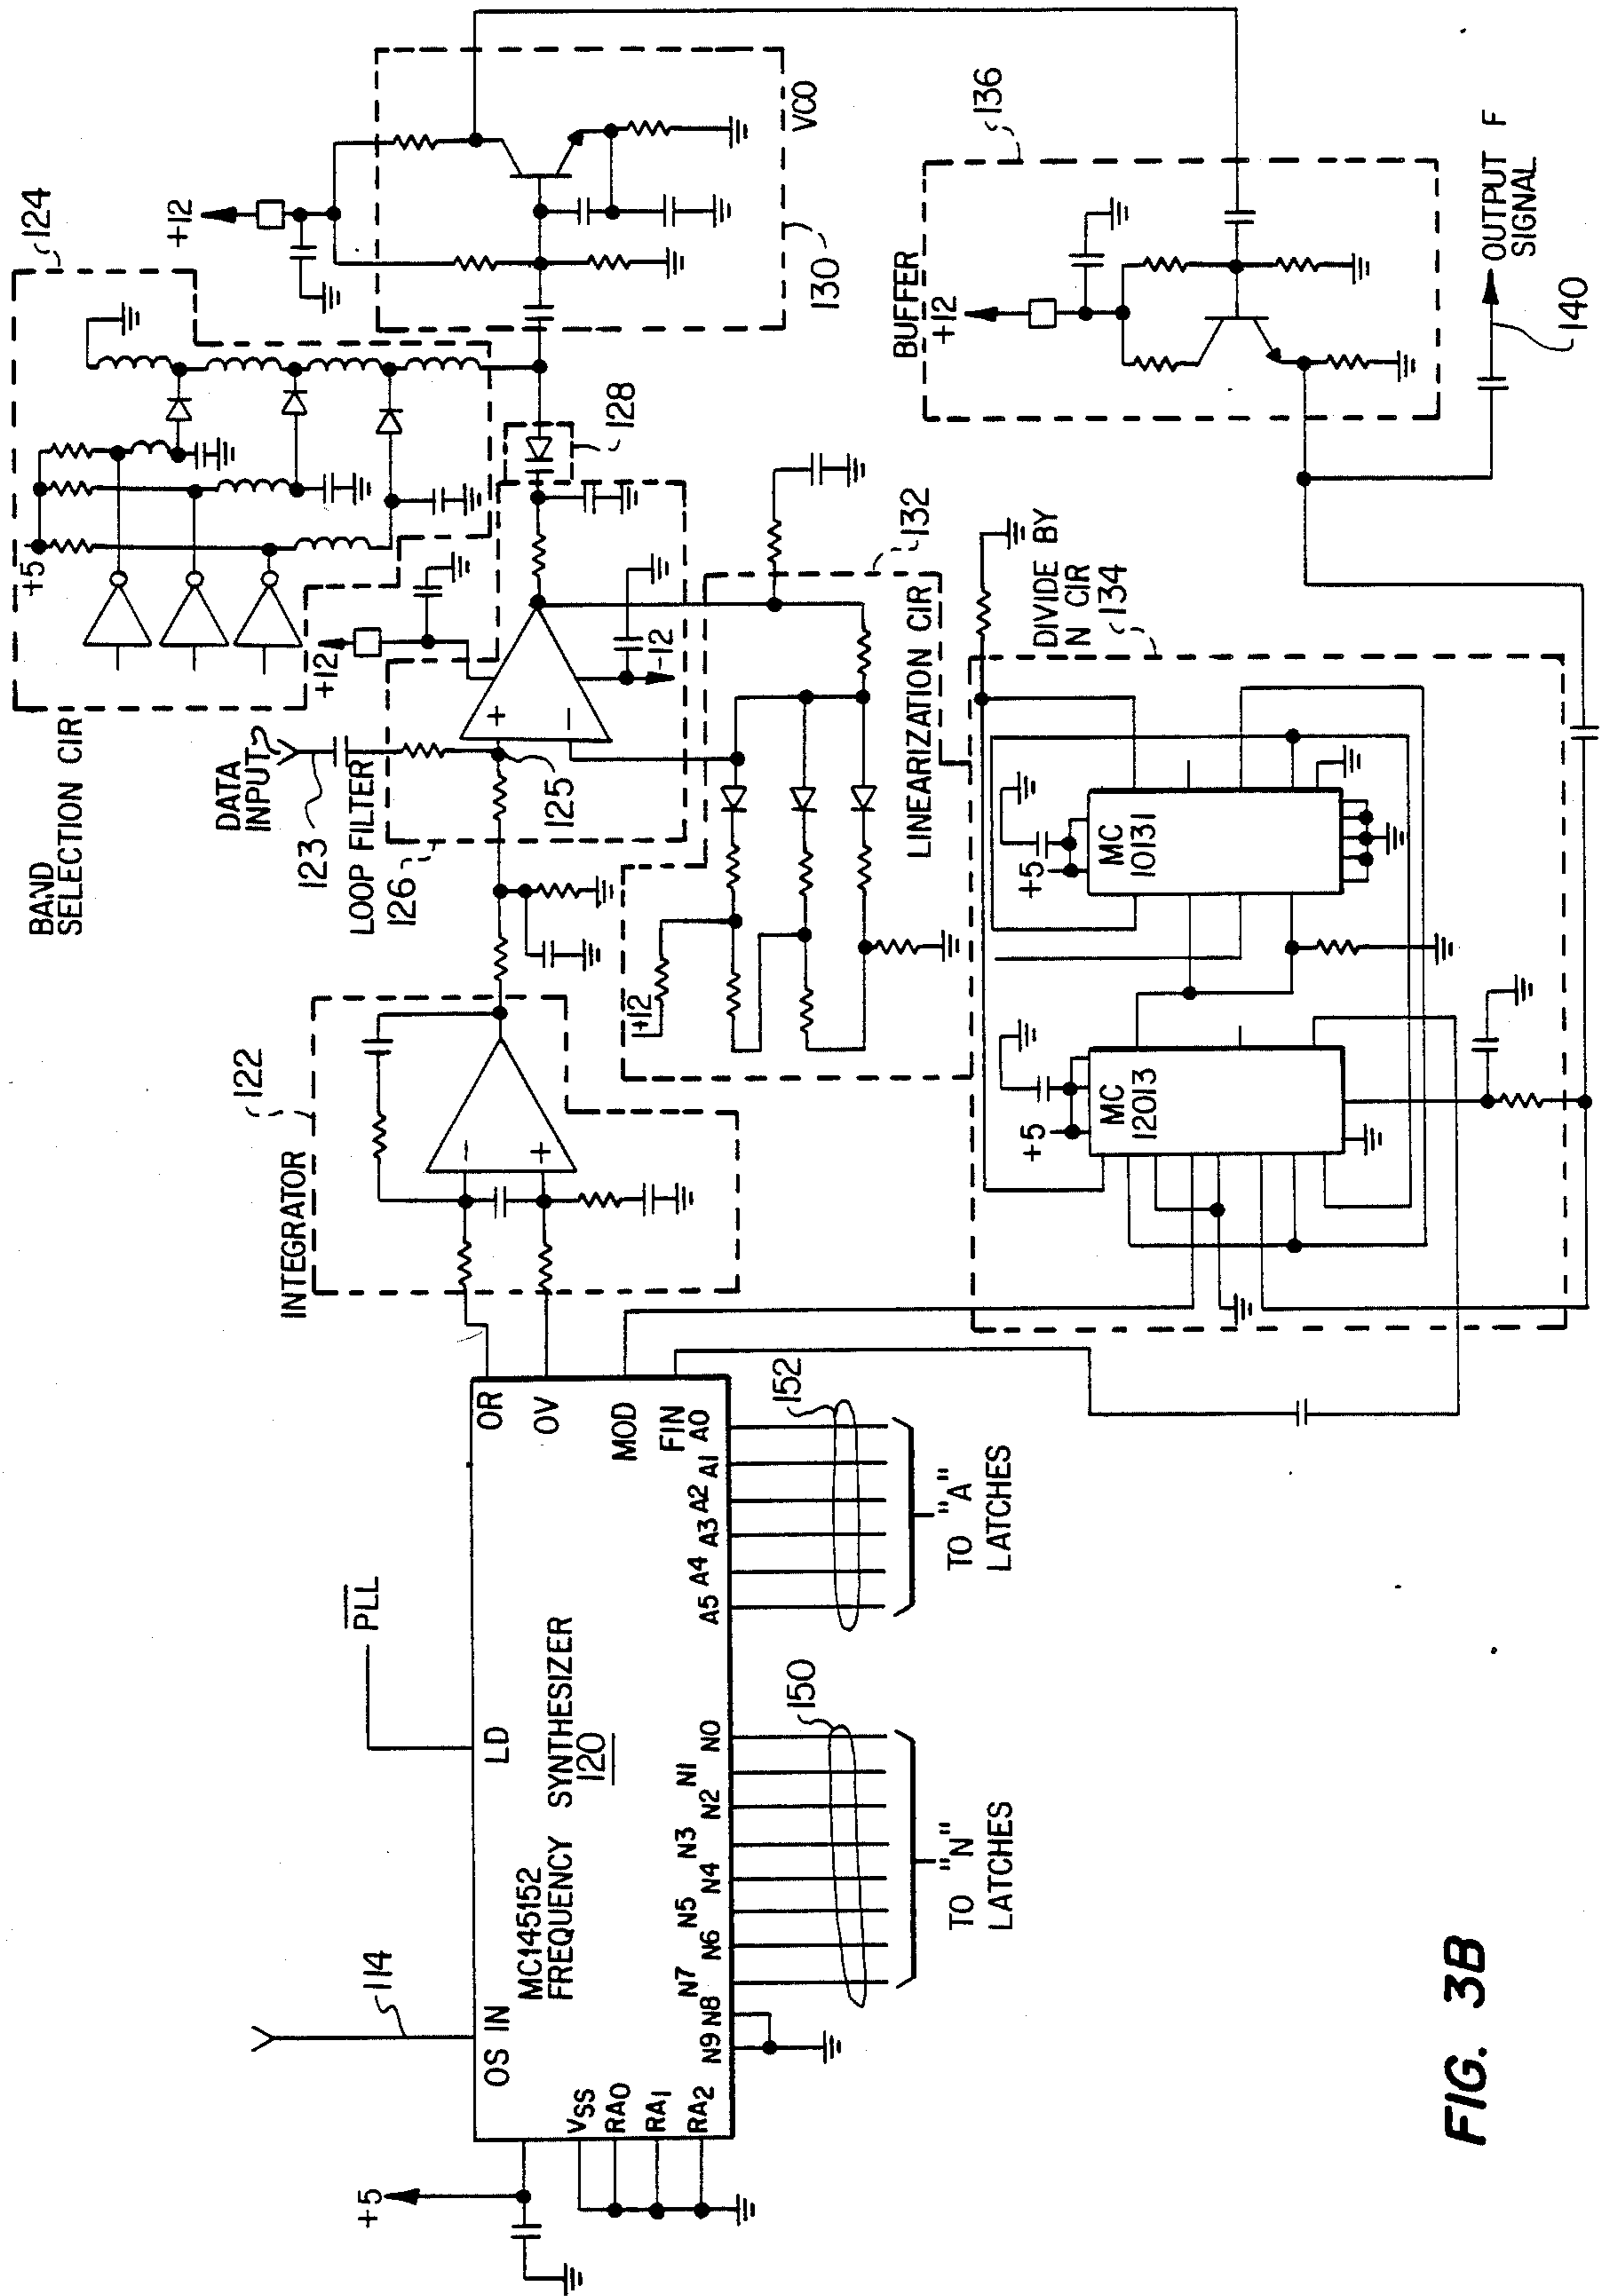 BAND
SELECTION CIR
124
+5
+12
130
VCO
DATA
INPUT
123
+12
LOOP FILTER
126
+
−
125
-12
128
136
BUFFER
+12
OUTPUT F
SIGNAL
140
INTEGRATOR
122
−
+
+12
132
LINEARIZATION CIR
DIVIDE BY
N CIR
134
+5
MC
10131
+5
MC
12013
114
PLL
+5
OS IN
LD
OR
OV
MOD
FIN
MC145152
FREQUENCY SYNTHESIZER
120
VSS
RA0
RA1
RA2
N9 N8 N7 N6 N5 N4 N3 N2 N1 N0
A5 A4 A3 A2 A1 A0
150
152
TO "N"
LATCHES
TO "A"
LATCHES
FIG. 3B